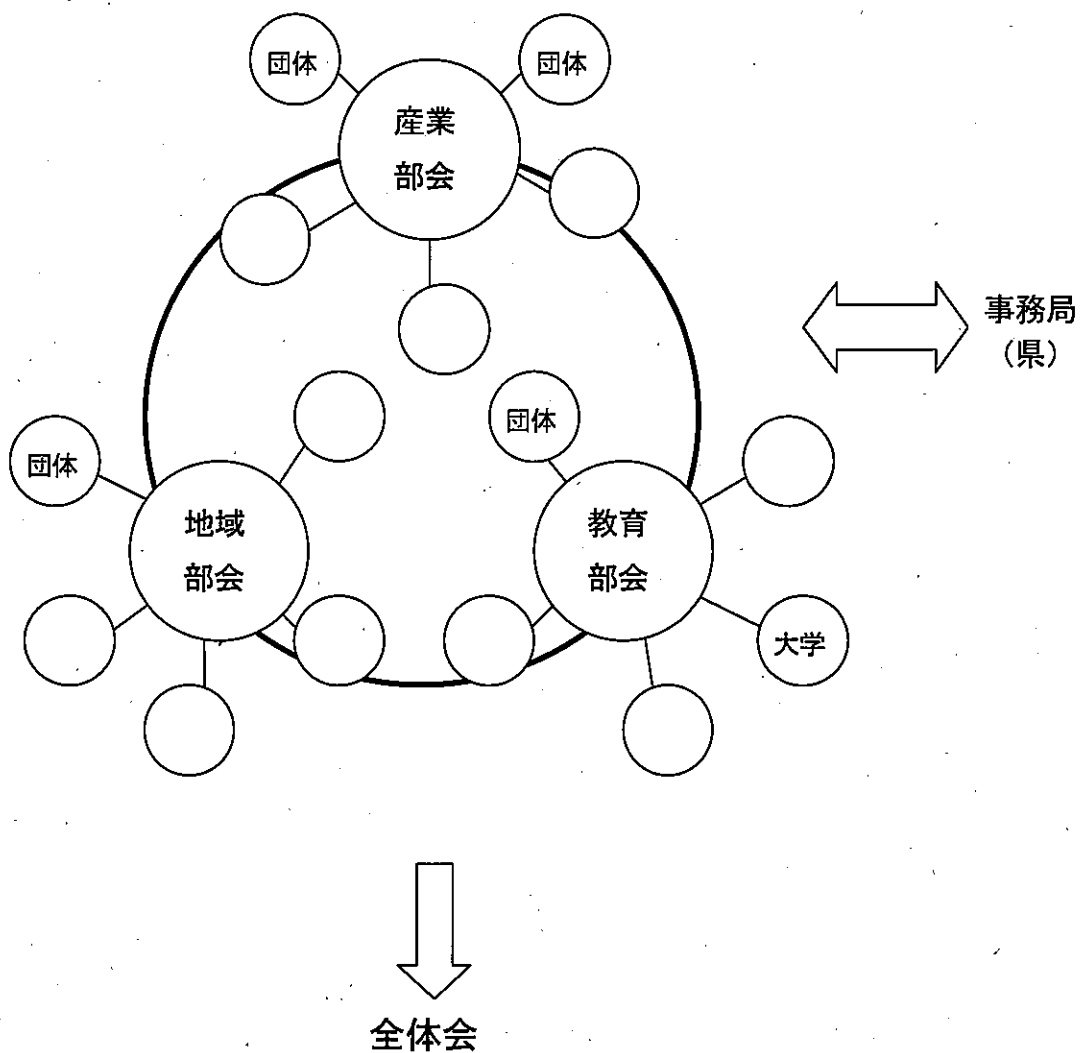 団体
団体
産業
部会
事務局
(県)
団体
団体
地域
部会
教育
部会
大学
全体会